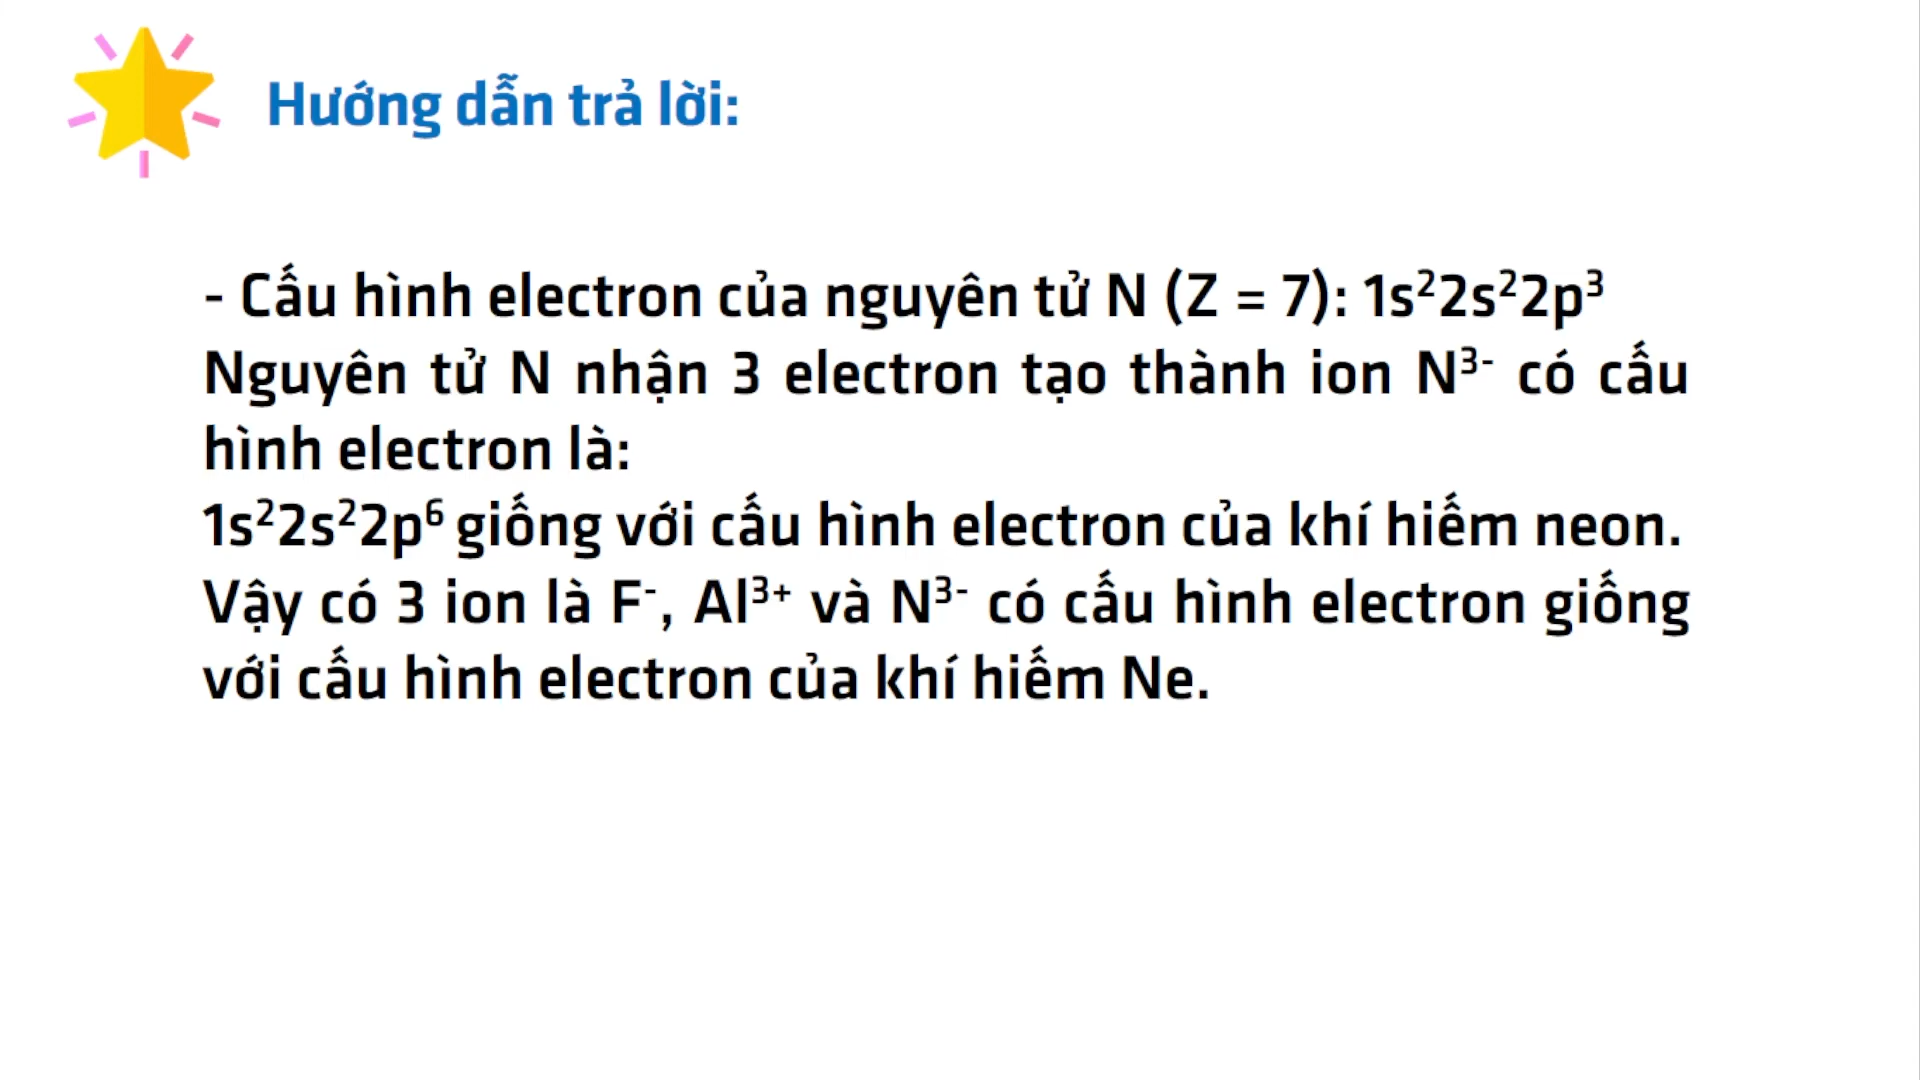 Hướng dẫn trả lời:
- Cấu hình electron của nguyên tử N (Z = 7): 1s²2s²2p³
Nguyên tử N nhận 3 electron tạo thành ion N³⁻ có cấu
hình electron là:
1s²2s²2p⁶ giống với cấu hình electron của khí hiếm neon.
Vậy có 3 ion là F⁻, Al³⁺ và N³⁻ có cấu hình electron giống
với cấu hình electron của khí hiếm Ne.